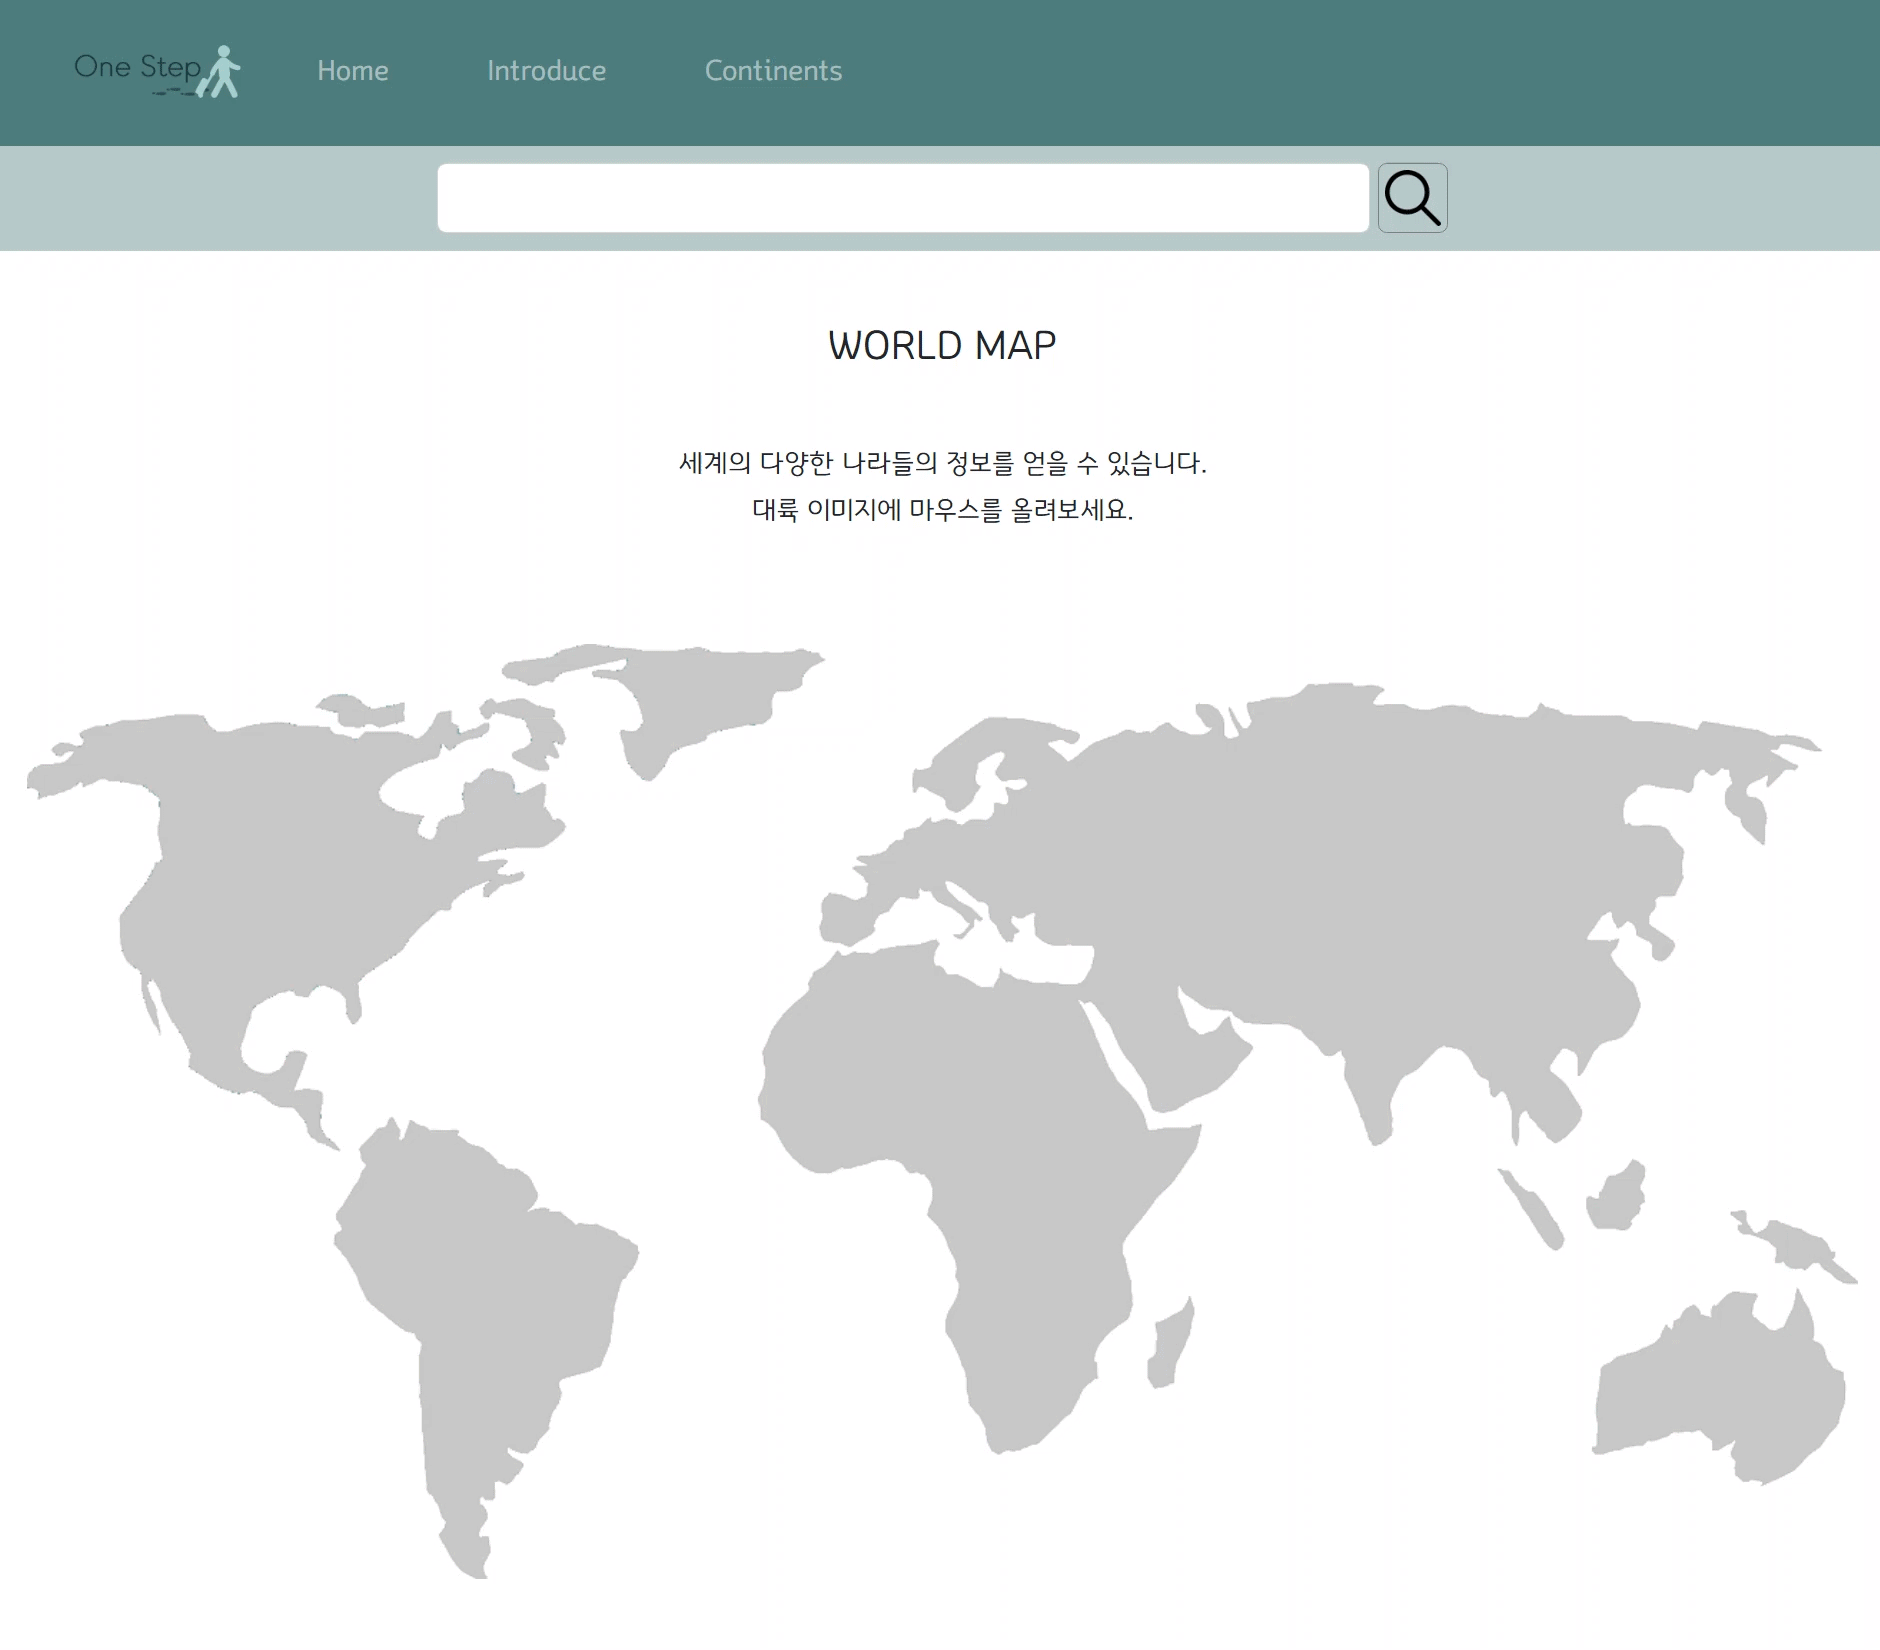 One Step
Home
Introduce
Continents
WORLD MAP
세계의 다양한 나라들의 정보를 얻을 수 있습니다.
대륙 이미지에 마우스를 올려보세요.